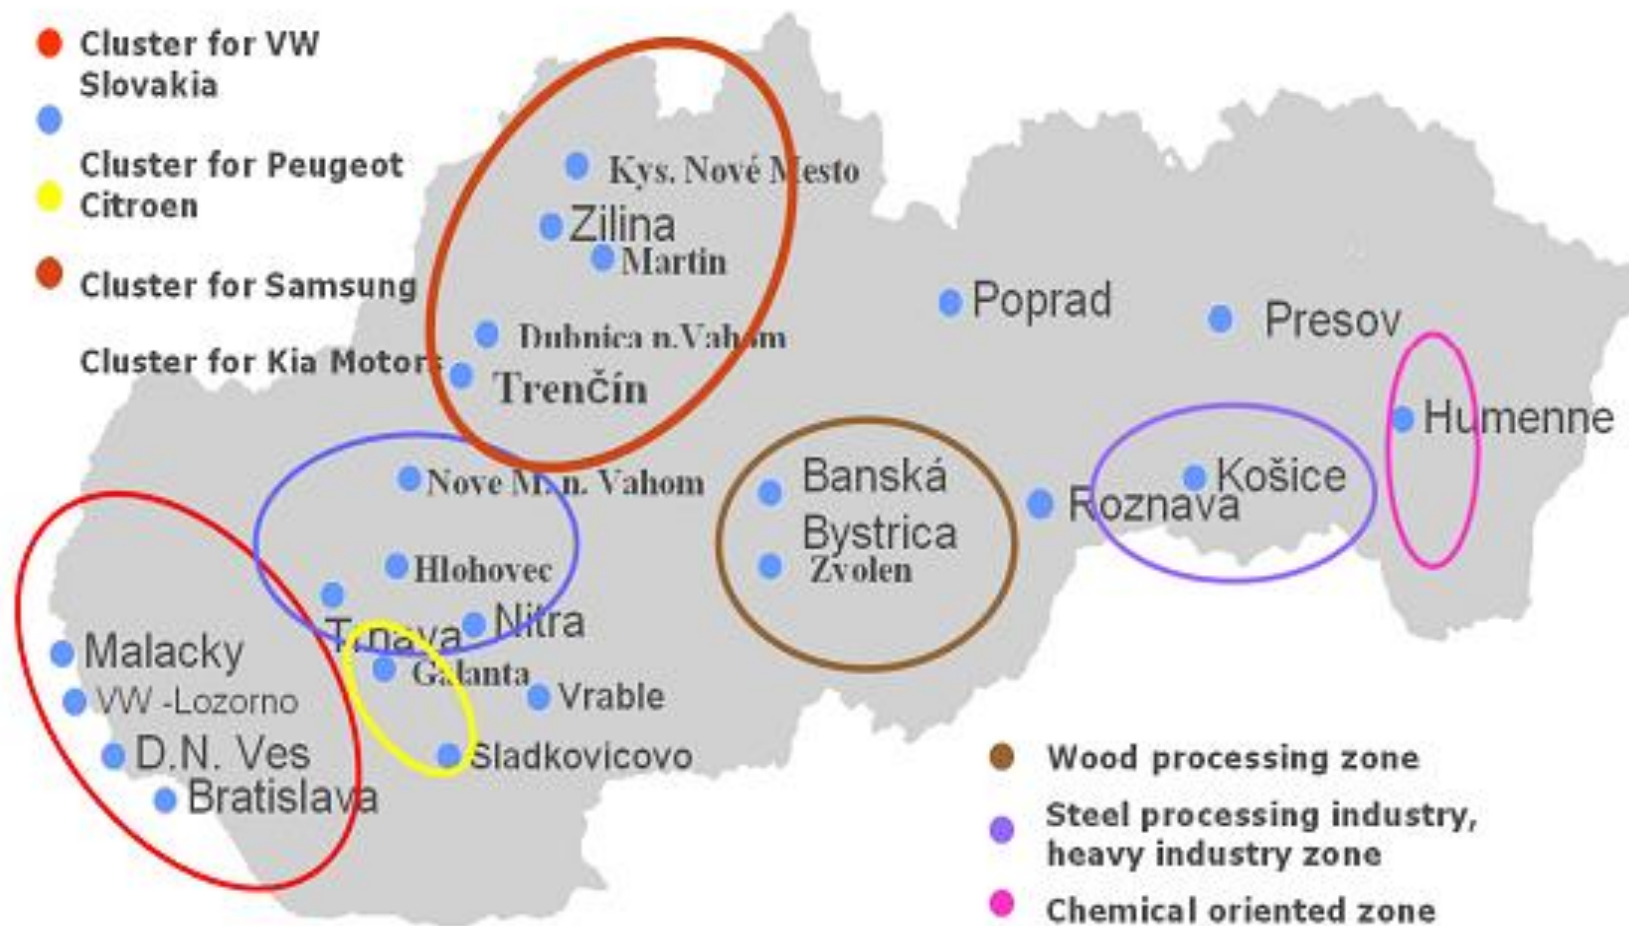 Cluster for VW
Slovakia
Cluster for Peugeot
Citroen
Cluster for Samsung
Cluster for Kia Motors
Kys. Nové Mesto
Zilina
Martin
Dubnica n.Vahom
Trenčín
Poprad
Presov
Humenne
Nove M. n. Vahom
Banská
Bystrica
Zvolen
Košice
Roznava
Hlohovec
Trnava
Nitra
Galanta
Vrable
Sladkovicovo
Malacky
VW -Lozorno
D.N. Ves
Bratislava
Wood processing zone
Steel processing industry,
heavy industry zone
Chemical oriented zone